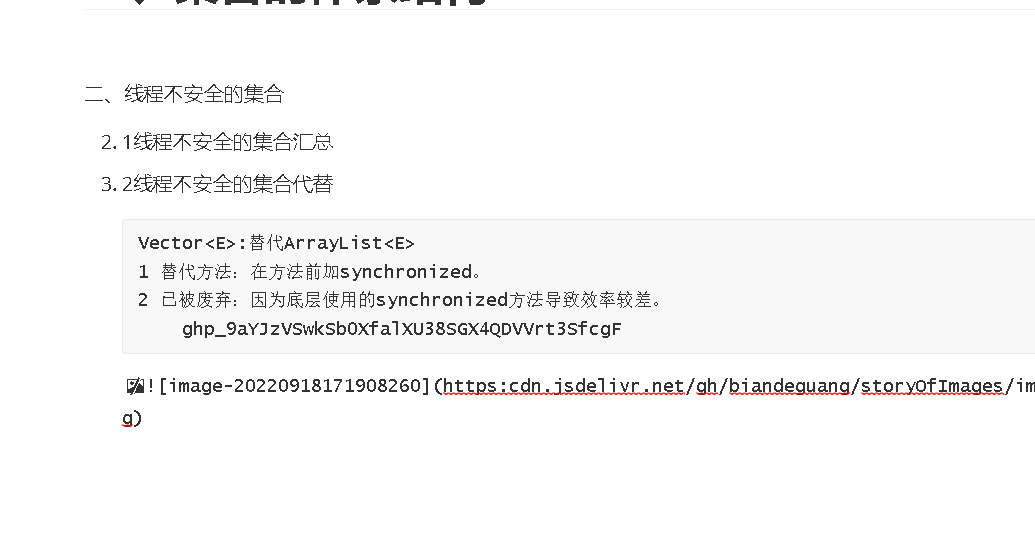 二、线程不安全的集合
2. 1线程不安全的集合汇总
3. 2线程不安全的集合代替
Vector<E>:替代ArrayList<E>
1 替代方法：在方法前加synchronized。
2 已被废弃：因为底层使用的synchronized方法导致效率较差。
![image-20220918171908260](https:cdn.jsdelivr.net/gh/biandeguang/storyOfImages/im
g)